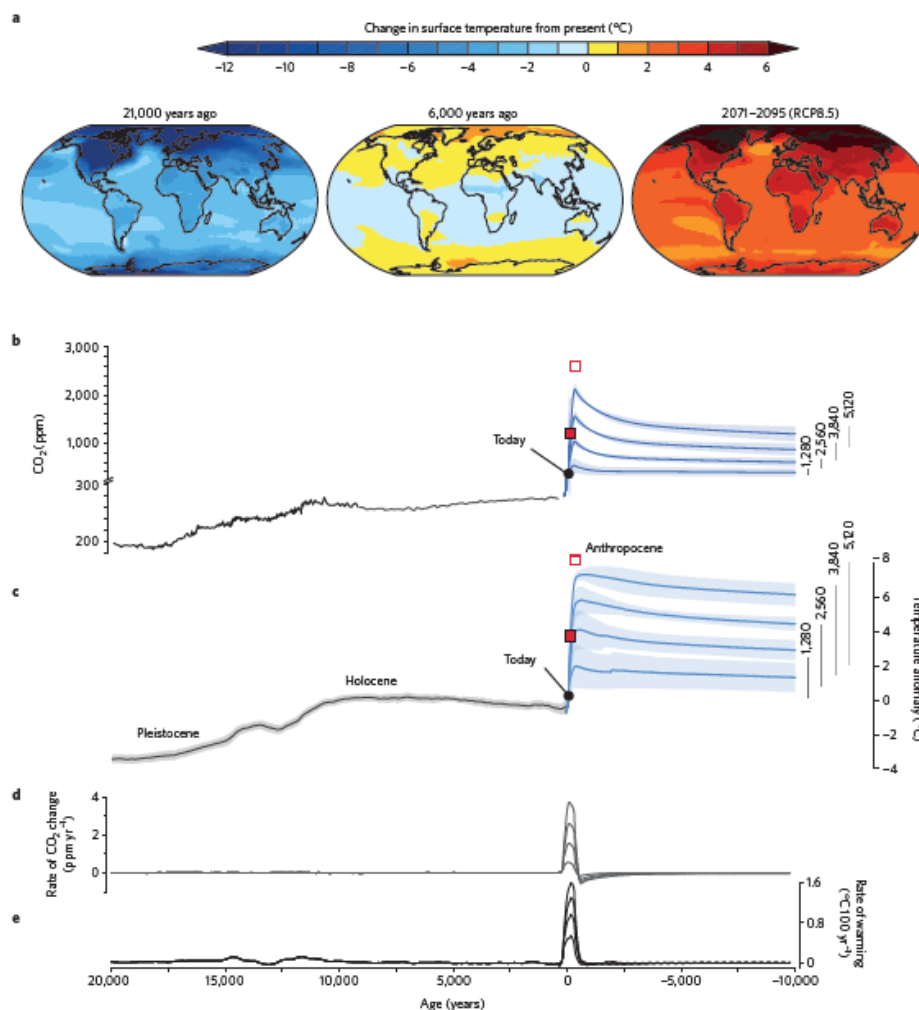 a
Change in surface temperature from present (°C)
−12 −10 −8 −6 −4 −2 0 2 4 6
21,000 years ago 6,000 years ago 2071–2095 (RCP8.5)
b
3,000
2,000
1,000
300
200
CO₂ (ppm)
Today
1,280
2,560
3,840
5,120
c
Anthropocene
Today
Holocene
Pleistocene
1,280
2,560
3,840
5,120
8
6
4
2
0
−2
−4
Temperature anomaly (°C)
d
4
2
0
Rate of CO₂ change
(ppm yr⁻¹)
e
1.6
0.8
0
Rate of warming
(°C 100 yr⁻¹)
20,000 15,000 10,000 5,000 0 −5,000 −10,000
Age (years)